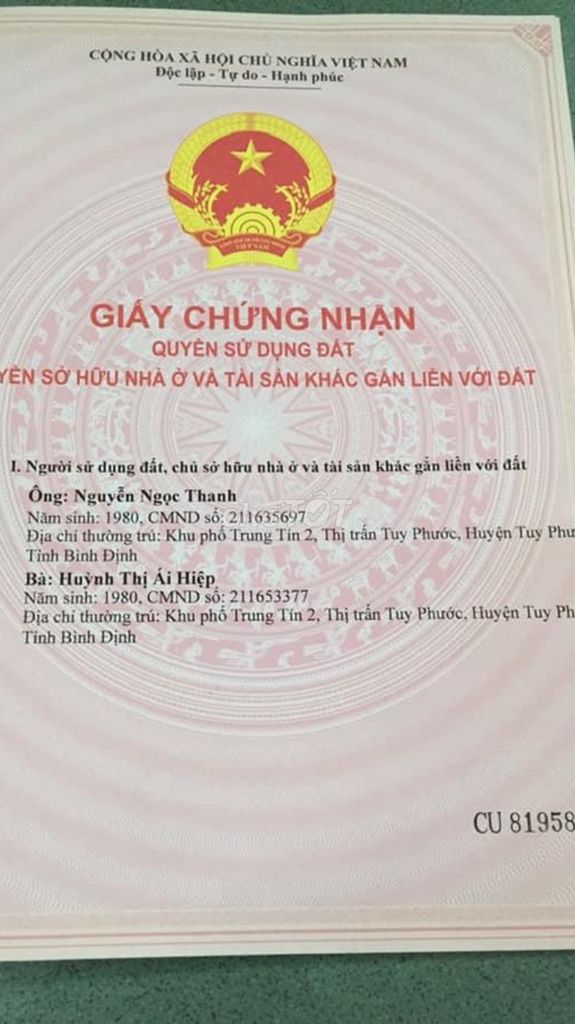 CỘNG HÒA XÃ HỘI CHỦ NGHĨA VIỆT NAM
Độc lập - Tự do - Hạnh phúc
GIẤY CHỨNG NHẬN
QUYỀN SỬ DỤNG ĐẤT
YỀN SỞ HỮU NHÀ Ở VÀ TÀI SẢN KHÁC GẮN LIỀN VỚI ĐẤT
I. Người sử dụng đất, chủ sở hữu nhà ở và tài sản khác gắn liền với đất
Ông: Nguyễn Ngọc Thanh
Năm sinh: 1980, CMND số: 211635697
Địa chỉ thường trú: Khu phố Trung Tín 2, Thị trấn Tuy Phước, Huyện Tuy Phư
Tỉnh Bình Định
Bà: Huỳnh Thị Ái Hiệp
Năm sinh: 1980, CMND số: 211653377
Địa chỉ thường trú: Khu phố Trung Tín 2, Thị trấn Tuy Phước, Huyện Tuy Ph
Tỉnh Bình Định
CU 81958